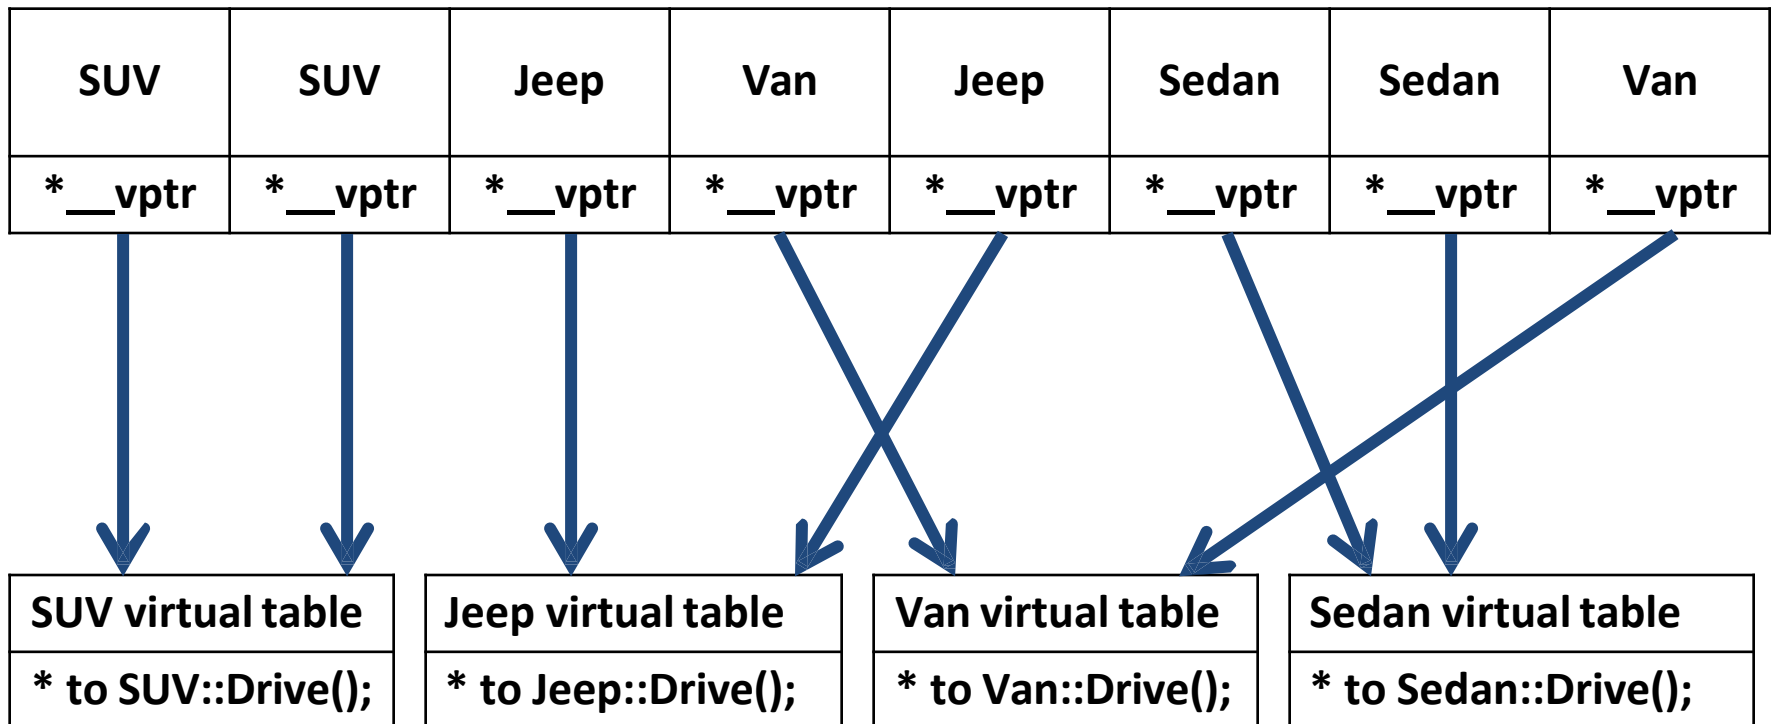 SUV SUV Jeep Van Jeep Sedan Sedan Van
*__vptr *__vptr *__vptr *__vptr *__vptr *__vptr *__vptr *__vptr
SUV virtual table Jeep virtual table Van virtual table Sedan virtual table
* to SUV::Drive(); * to Jeep::Drive(); * to Van::Drive(); * to Sedan::Drive();